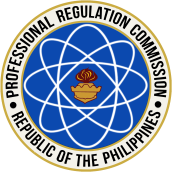 PROFESSIONAL REGULATION COMMISSION
REPUBLIC OF THE PHILIPPINES